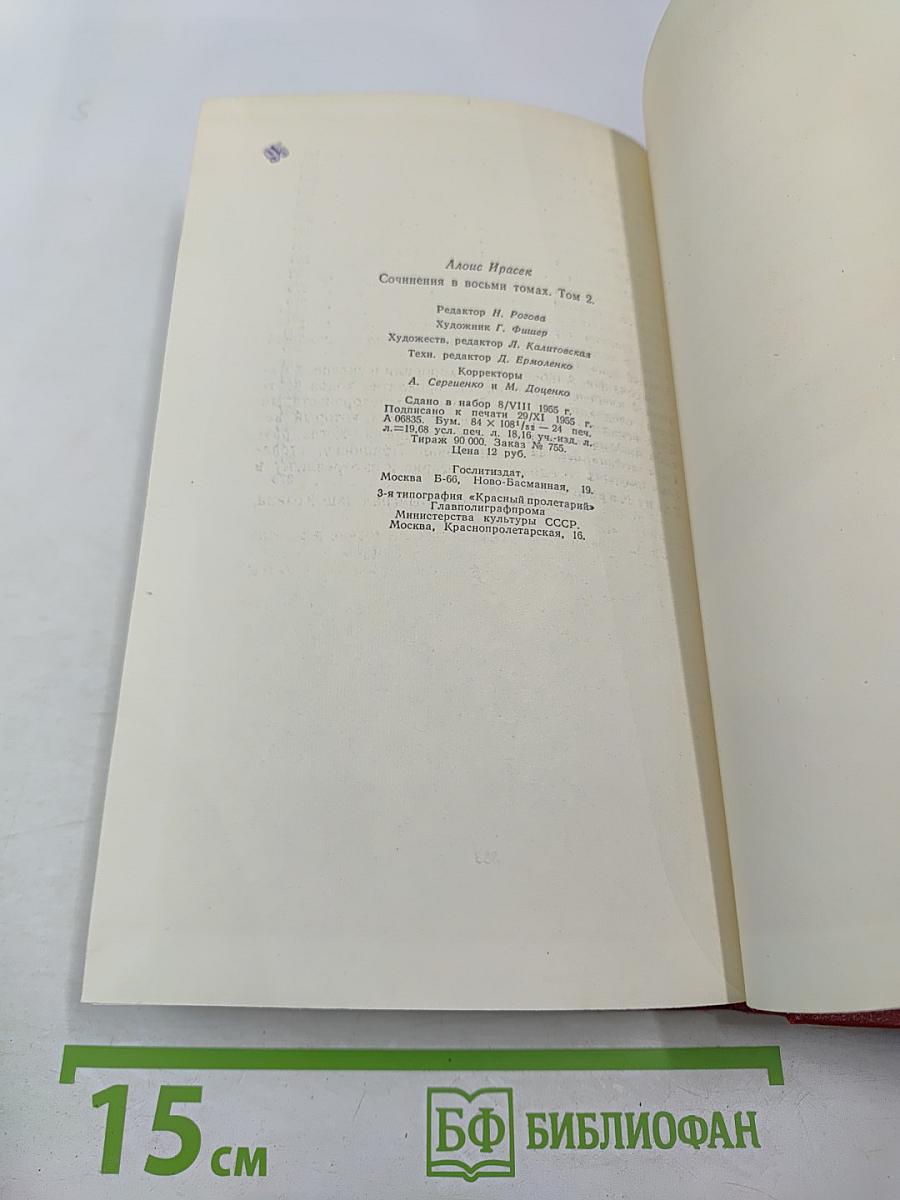 Алоис Ирасек
Сочинения в восьми томах. Том 2.
Редактор Н. Рогова
Художник Г. Фишер
Художеств, редактор Л. Калитовская
Техн. редактор Д. Ермоленко
Корректоры
А. Сергиенко и М. Доценко
Сдано в набор 8/VIII 1955 г.
Подписано к печати 29/XI 1955 г.
А 06835. Бум. 84 × 108¹/₃₂ — 24 печ.
л.=19,68 усл. печ. л. 18,16 уч.-изд. л.
Тираж 90 000. Заказ № 755.
Цена 12 руб.
Гослитиздат,
Москва Б-66, Ново-Басманная, 19.
3-я типография «Красный пролетарий»
Главполиграфпрома
Министерства культуры СССР.
Москва, Краснопролетарская, 16.
15 см
БФ БИБЛИОФАН